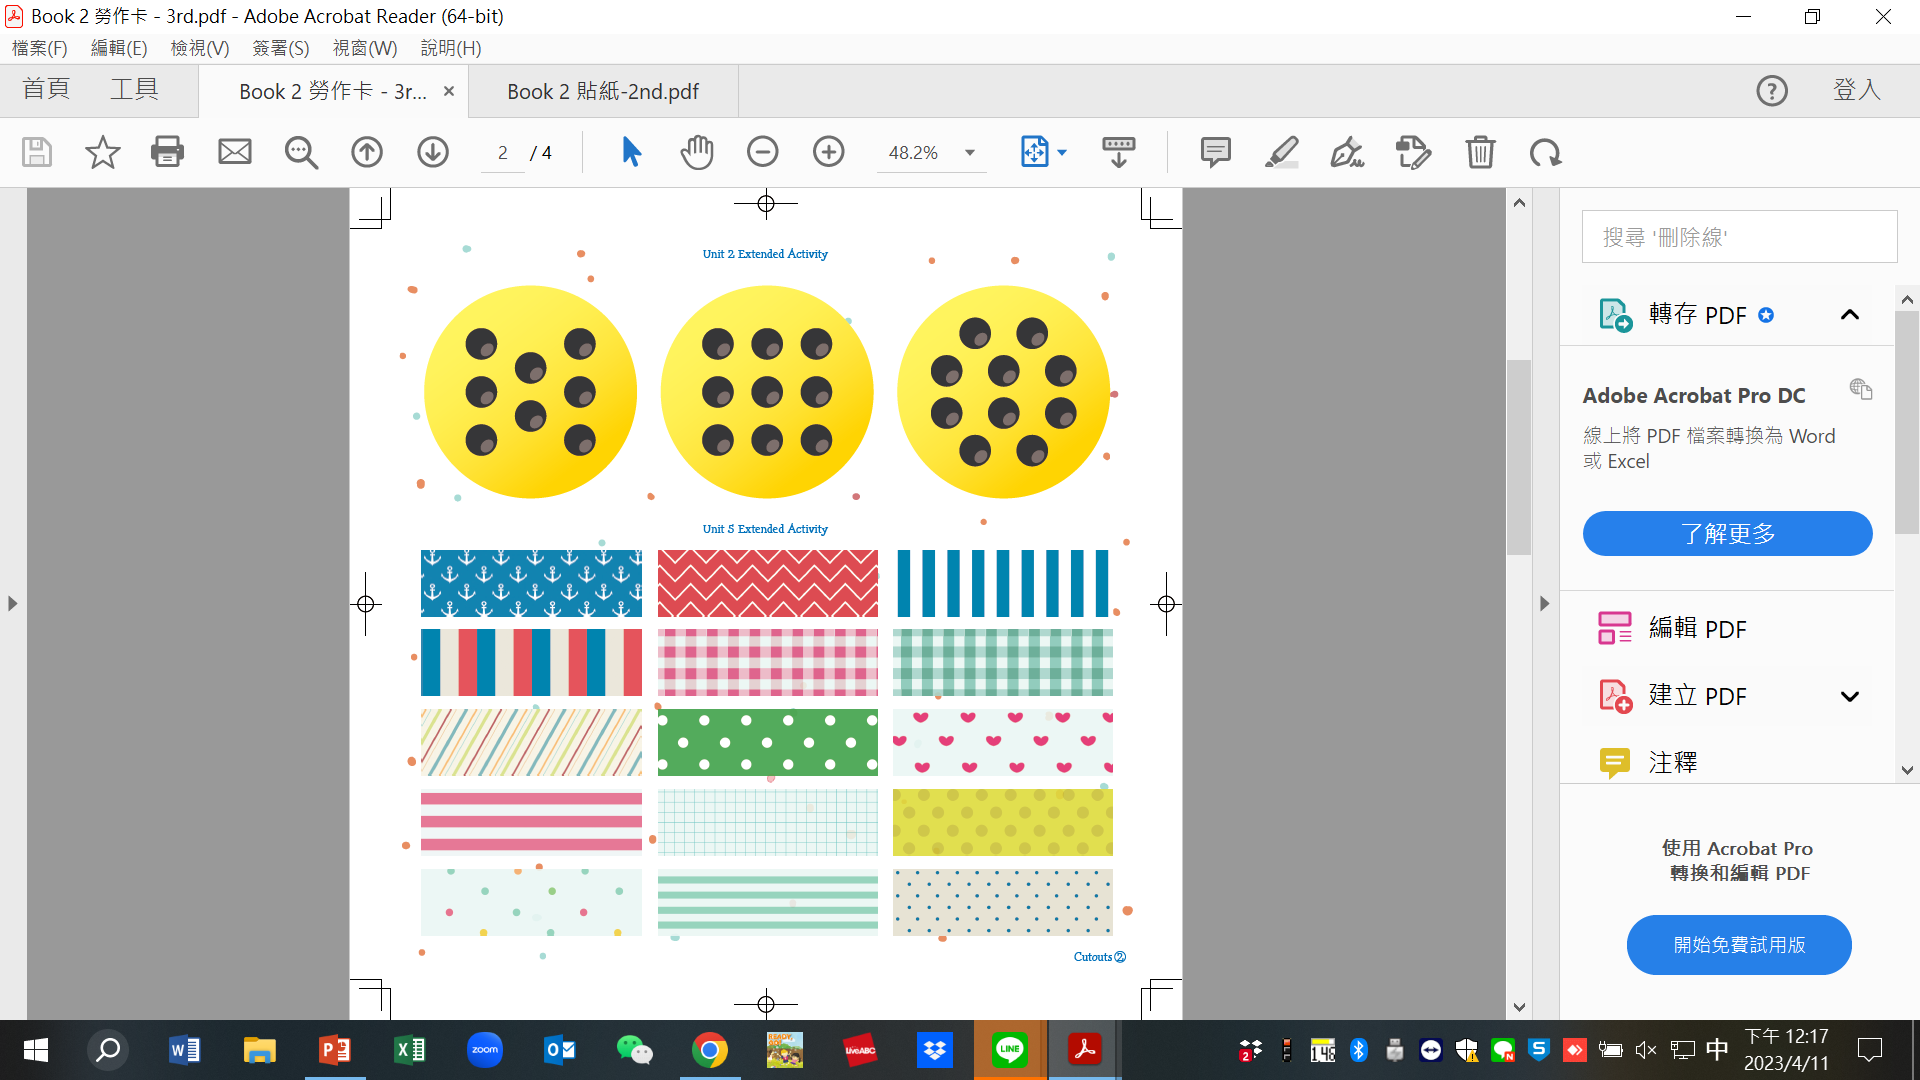 Book 2 勞作卡 - 3rd.pdf - Adobe Acrobat Reader (64-bit)
檔案(F) 編輯(E) 檢視(V) 簽署(S) 視窗(W) 說明(H)
首頁 工具 Book 2 勞作卡 - 3r... × Book 2 貼紙-2nd.pdf ? 登入
2 / 4 48.2%
Unit 2 Extended Activity
Unit 5 Extended Activity
Cutouts②
搜尋 '刪除線'
轉存 PDF
Adobe Acrobat Pro DC
線上將 PDF 檔案轉換為 Word
或 Excel
了解更多
編輯 PDF
建立 PDF
注釋
使用 Acrobat Pro
轉換和編輯 PDF
開始免費試用版
zoom
LiveABC
LINE
2
1.48
中
下午 12:17
2023/4/11